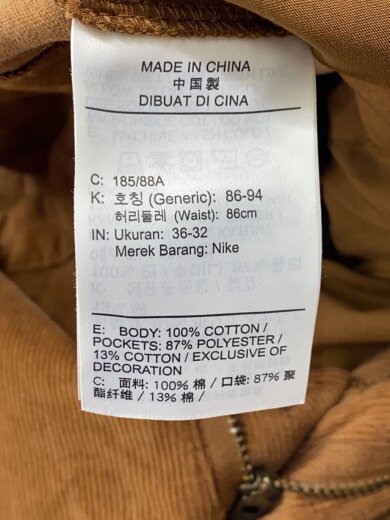 MADE IN CHINA
中国製
DIBUAT DI CINA
C: 185/88A
K: 호칭 (Generic): 86-94
허리둘레 (Waist): 86cm
IN: Ukuran: 36-32
Merek Barang: Nike
E: BODY: 100% COTTON /
POCKETS: 87% POLYESTER /
13% COTTON / EXCLUSIVE OF
DECORATION
C: 面料: 100% 棉 / 口袋: 87% 聚
酯纤维 / 13% 棉 /